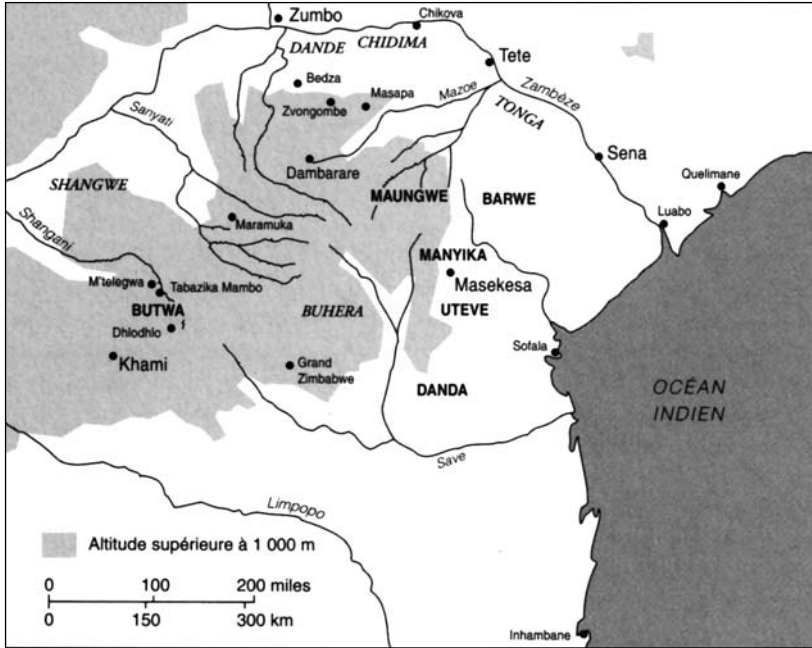 Zumbo
Chikova
DANDE
CHIDIMA
Tete
Bedza
Masapa
Zvongombe
Mazoe
Zambèze
Sanyati
TONGA
Dambarare
Sena
SHANGWE
MAUNGWE
BARWE
Quelimane
Maramuka
Luabo
Shangani
MANYIKA
M'telegwa
Tabazika Mambo
Masekesa
BUTWA
BUHERA
UTEVE
Dhlodhlo
Khami
Grand
Zimbabwe
Sofala
DANDA
OCÉAN
INDIEN
Save
Limpopo
Altitude supérieure à 1 000 m
0 100 200 miles
0 150 300 km
Inhambane